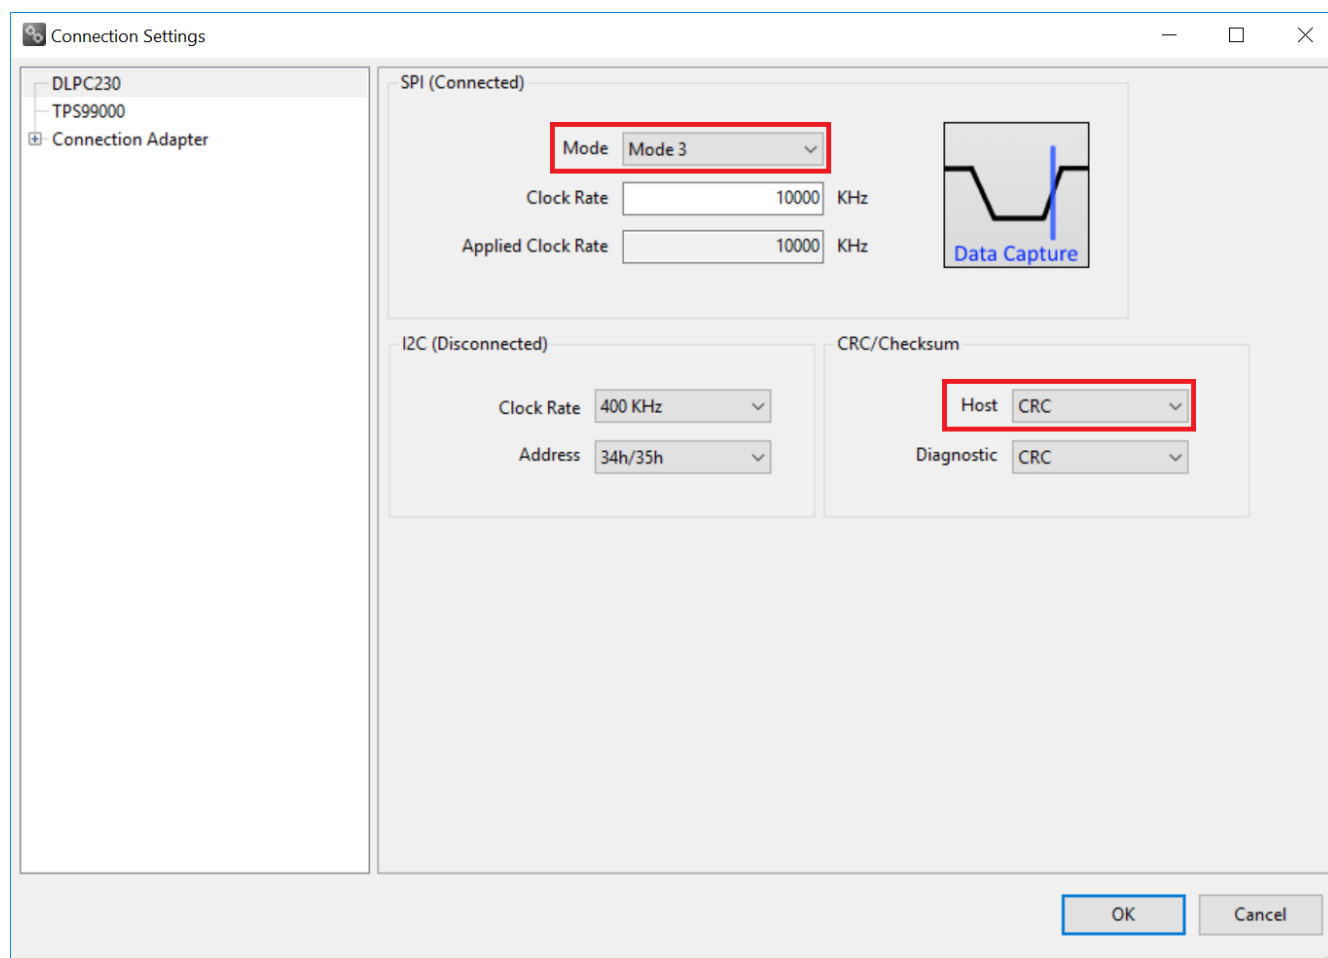 Connection Settings
DLPC230
TPS99000
Connection Adapter
SPI (Connected)
Mode Mode 3
Clock Rate 10000 KHz
Applied Clock Rate 10000 KHz
Data Capture
I2C (Disconnected)
Clock Rate 400 KHz
Address 34h/35h
CRC/Checksum
Host CRC
Diagnostic CRC
OK Cancel